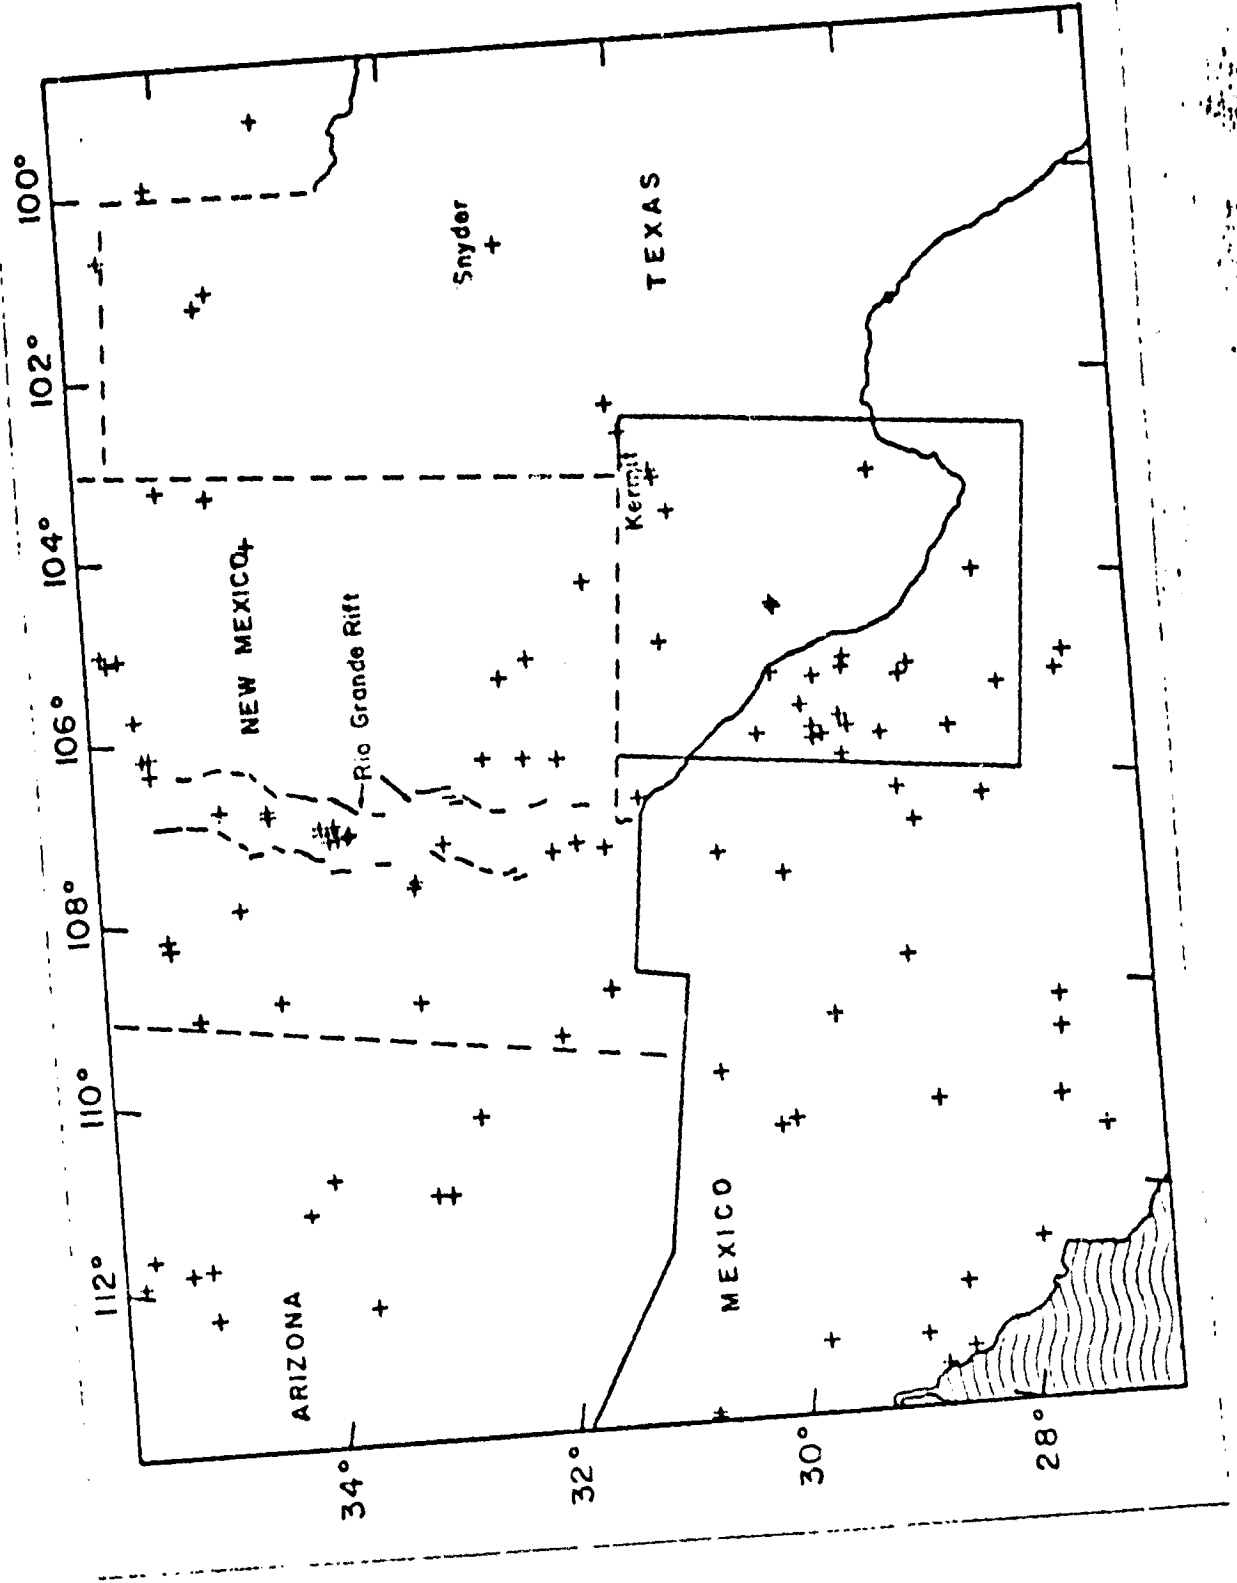 112°
110°
108°
106°
104°
102°
100°
34°
32°
30°
28°
ARIZONA
NEW MEXICO
Rio Grande Rift
Snyder
Kermit
TEXAS
MEXICO